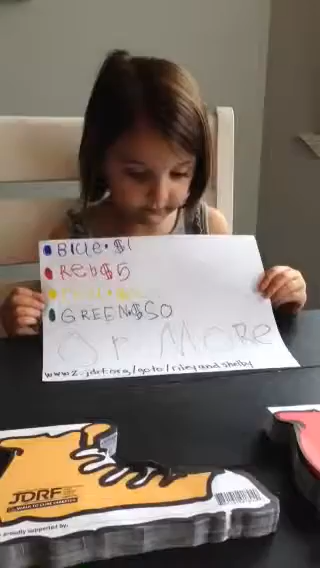 BlUe • $1
ReD $5
GREEN • $50
Or MoRe
www2.jdrf.org/goto/rileyandshelby
JDRF
WALK TO CURE DIABETES
proudly supported by: